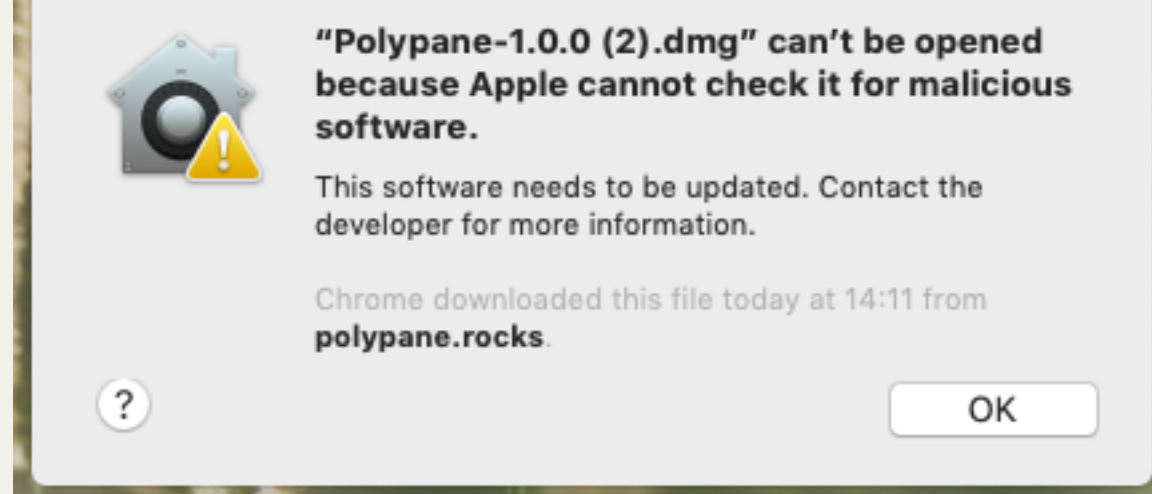 “Polypane-1.0.0 (2).dmg” can’t be opened
because Apple cannot check it for malicious
software.
This software needs to be updated. Contact the
developer for more information.
Chrome downloaded this file today at 14:11 from
polypane.rocks.
?
OK